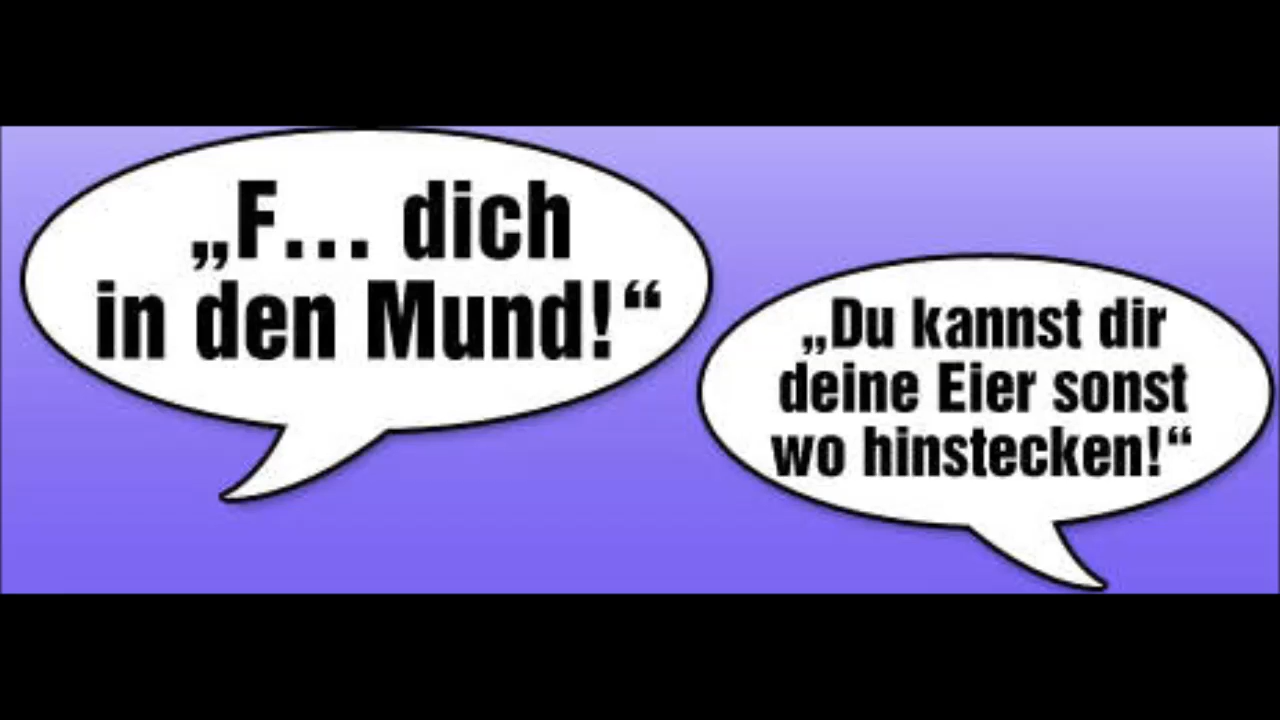 „F... dich
in den Mund!“
„Du kannst dir
deine Eier sonst
wo hinstecken!“